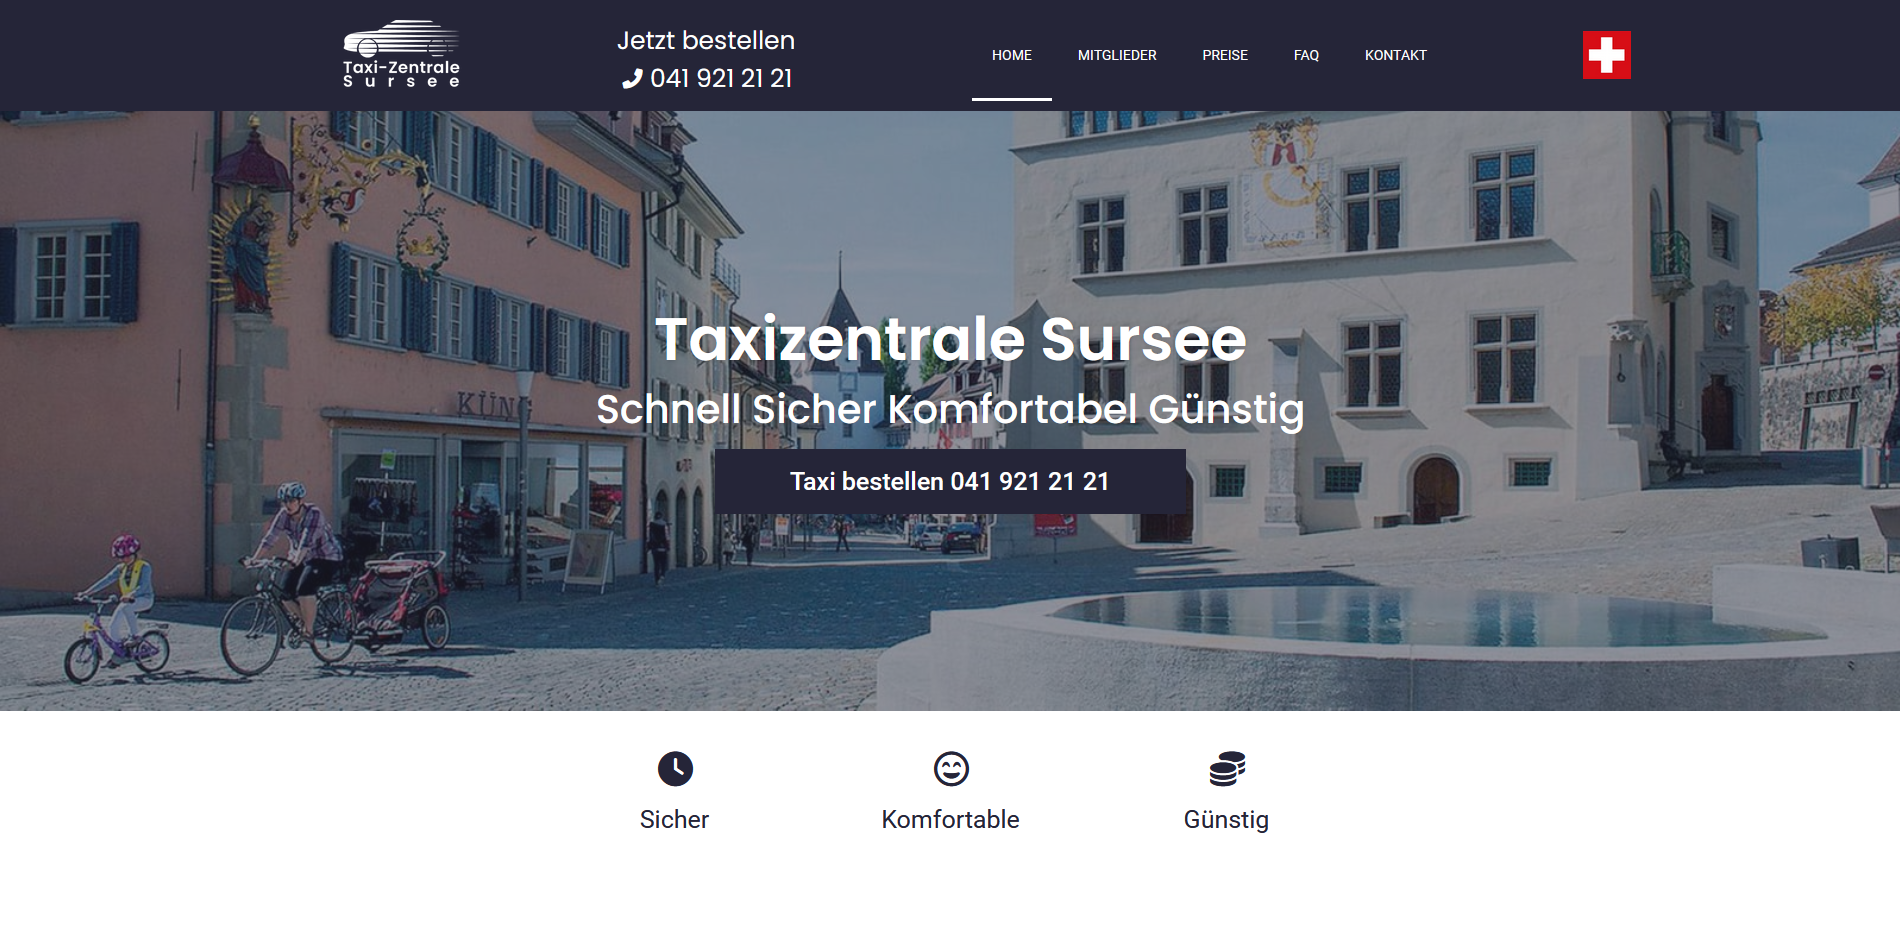 Taxi-Zentrale
Sursee
Jetzt bestellen
041 921 21 21
HOME
MITGLIEDER
PREISE
FAQ
KONTAKT
Taxizentrale Sursee
Schnell Sicher Komfortabel Günstig
KÜN
Taxi bestellen 041 921 21 21
Sicher
Komfortable
Günstig